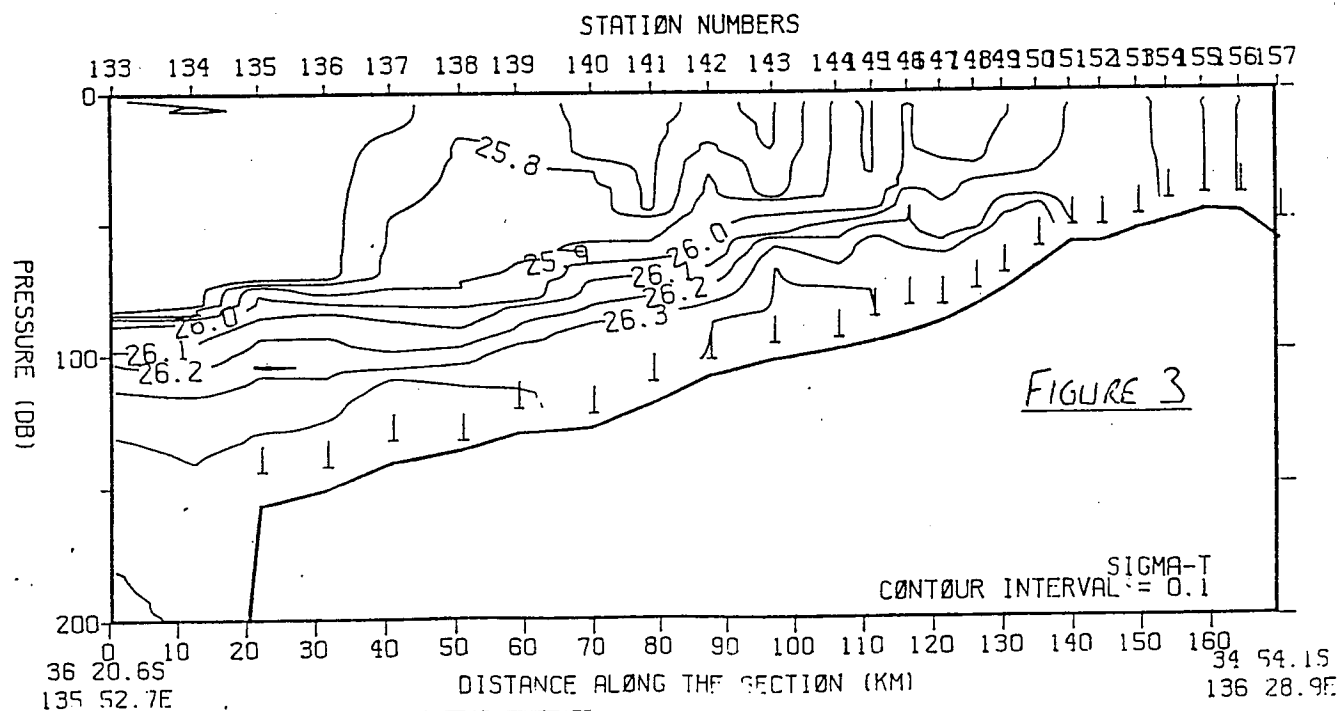 STATIØN NUMBERS
133 134 135 136 137 138 139 140 141 142 143 144 145 146 147 148 149 150 151 152 153 154 155 156 157
0
25.8
25.9
26.0
26.1
26.2
26.3
26.0
26.1
26.2
100
200
PRESSURE (DB)
FIGURE 3
SIGMA-T
CØNTØUR INTERVAL = 0.1
0 10 20 30 40 50 60 70 80 90 100 110 120 130 140 150 160
36 20.6S
135 52.7E
DISTANCE ALØNG THE SECTIØN (KM)
34 54.1S
136 28.9E